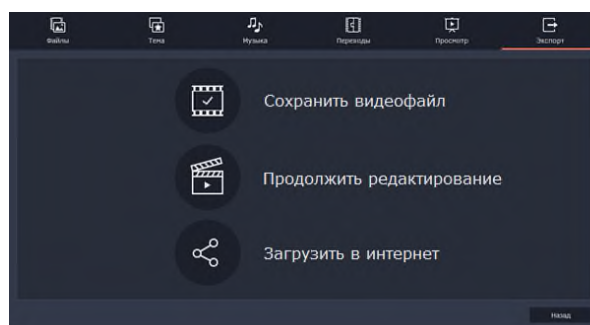 Файлы Тема Музыка Переходы Просмотр Экспорт
Сохранить видеофайл
Продолжить редактирование
Загрузить в интернет
Назад